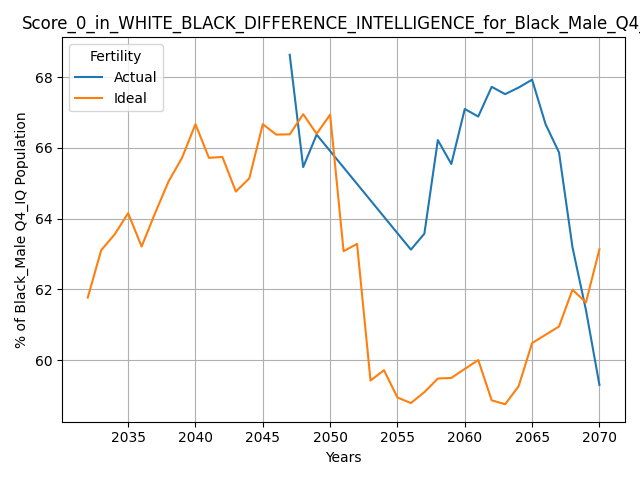 Score_0_in_WHITE_BLACK_DIFFERENCE_INTELLIGENCE_for_Black_Male_Q4_
Fertility
Actual
Ideal
% of Black_Male Q4_IQ Population
68
66
64
62
60
2035 2040 2045 2050 2055 2060 2065 2070
Years